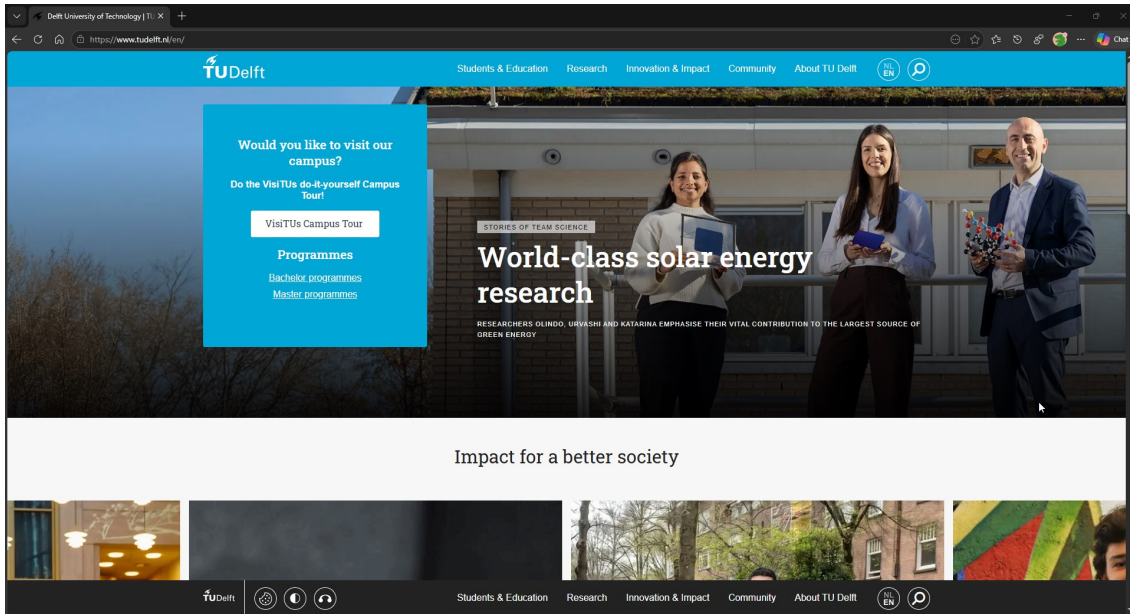 Delft University of Technology | TU
https://www.tudelft.nl/en/
Chat
TUDelft
Students & Education
Research
Innovation & Impact
Community
About TU Delft
NL
EN
Would you like to visit our
campus?
Do the VisiTUs do-it-yourself Campus
Tour!
VisiTUs Campus Tour
Programmes
Bachelor programmes
Master programmes
STORIES OF TEAM SCIENCE
World-class solar energy
research
RESEARCHERS OLINDO, URVASHI AND KATARINA EMPHASISE THEIR VITAL CONTRIBUTION TO THE LARGEST SOURCE OF
GREEN ENERGY
Impact for a better society
TUDelft
Students & Education
Research
Innovation & Impact
Community
About TU Delft
NL
EN